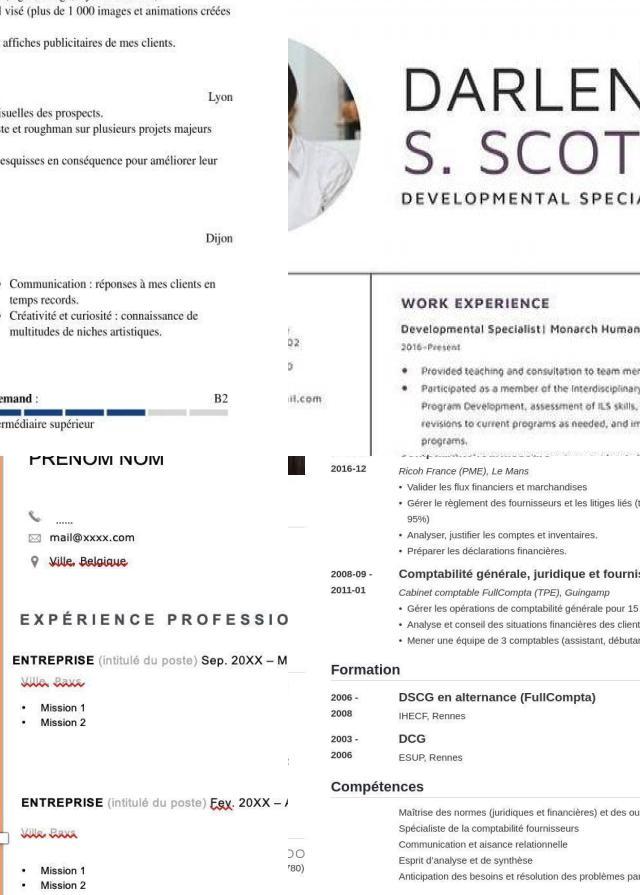 l visé (plus de 1 000 images et animations créées
affiches publicitaires de mes clients.
Lyon
isuelles des prospects.
ste et roughman sur plusieurs projets majeurs
esquisses en conséquence pour améliorer leur
Dijon
Communication : réponses à mes clients en
temps records.
Créativité et curiosité : connaissance de
multitudes de niches artistiques.
emand :
B2
ermédiaire supérieur
DARLEN
S. SCOT
DEVELOPMENTAL SPECIA
02
0
il.com
WORK EXPERIENCE
Developmental Specialist| Monarch Human
2016–Present
• Provided teaching and consultation to team mem
• Participated as a member of the Interdisciplinary
Program Development, assessment of ILS skills,
revisions to current programs as needed, and im
programs.
PRENOM NOM
......
mail@xxxx.com
Ville, Belgique
EXPÉRIENCE PROFESSIO
ENTREPRISE (intitulé du poste) Sep. 20XX – M
Ville, Pays
• Mission 1
• Mission 2
ENTREPRISE (intitulé du poste) Fev. 20XX – A
Ville, Pays
• Mission 1
• Mission 2
780)
2016-12
Ricoh France (PME), Le Mans
• Valider les flux financiers et marchandises
• Gérer le règlement des fournisseurs et les litiges liés (t
95%)
• Analyser, justifier les comptes et inventaires.
• Préparer les déclarations financières.
2008-09 -
2011-01
Comptabilité générale, juridique et fournis
Cabinet comptable FullCompta (TPE), Guingamp
• Gérer les opérations de comptabilité générale pour 15
• Analyse et conseil des situations financières des client
• Mener une équipe de 3 comptables (assistant, débutan
Formation
2006 -
2008
DSCG en alternance (FullCompta)
IHECF, Rennes
2003 -
2006
DCG
ESUP, Rennes
Compétences
Maîtrise des normes (juridiques et financières) et des ou
Spécialiste de la comptabilité fournisseurs
Communication et aisance relationnelle
Esprit d'analyse et de synthèse
Anticipation des besoins et résolution des problèmes pa